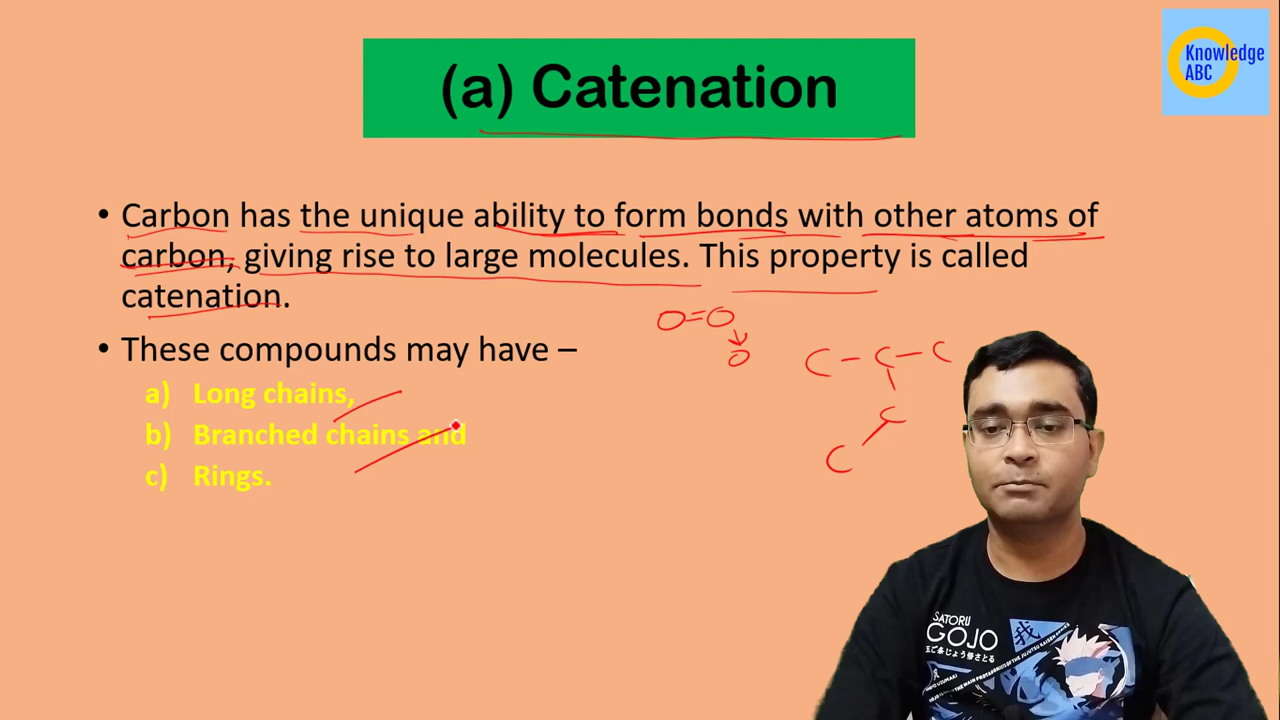 Knowledge
ABC
(a) Catenation
• Carbon has the unique ability to form bonds with other atoms of
carbon, giving rise to large molecules. This property is called
catenation.
O=O
O
• These compounds may have –
C – C – C
C
C
a) Long chains,
b) Branched chains and
c) Rings.
SATORU
GOJO
我